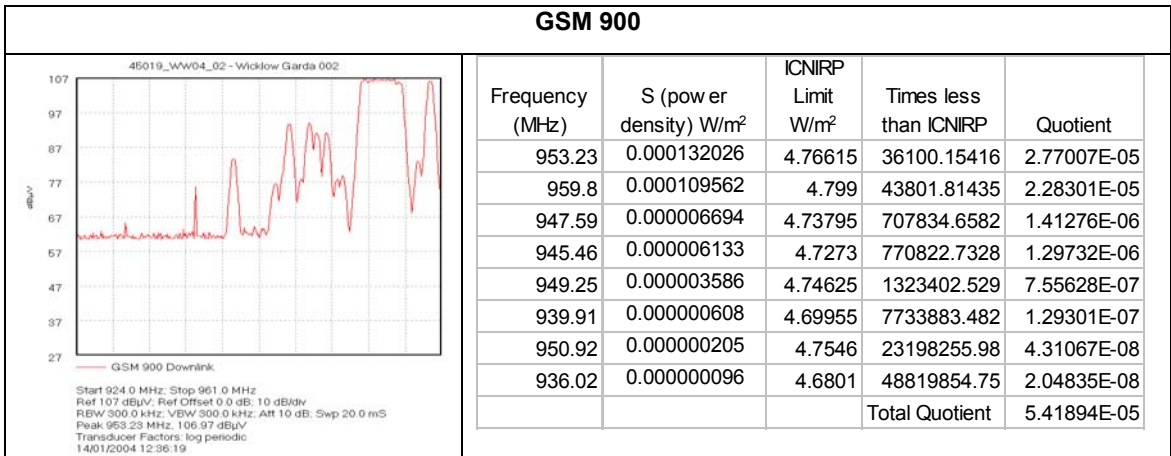 GSM 900
45019_WW04_02 - Wicklow Garda 002
107
97
87
77
67
57
47
37
27
dBµV
GSM 900 Downlink
Start 924.0 MHz; Stop 961.0 MHz
Ref 107 dBµV; Ref Offset 0.0 dB; 10 dB/div
RBW 300.0 kHz; VBW 300.0 kHz; Att 10 dB; Swp 20.0 mS
Peak 953.23 MHz, 106.97 dBµV
Transducer Factors: log periodic
14/01/2004 12:36:19
Frequency (MHz) S (power density) W/m² ICNIRP Limit W/m² Times less than ICNIRP Quotient
953.23 0.000132026 4.76615 36100.15416 2.77007E-05
959.8 0.000109562 4.799 43801.81435 2.28301E-05
947.59 0.000006694 4.73795 707834.6582 1.41276E-06
945.46 0.000006133 4.7273 770822.7328 1.29732E-06
949.25 0.000003586 4.74625 1323402.529 7.55628E-07
939.91 0.000000608 4.69955 7733883.482 1.29301E-07
950.92 0.000000205 4.7546 23198255.98 4.31067E-08
936.02 0.000000096 4.6801 48819854.75 2.04835E-08
Total Quotient 5.41894E-05